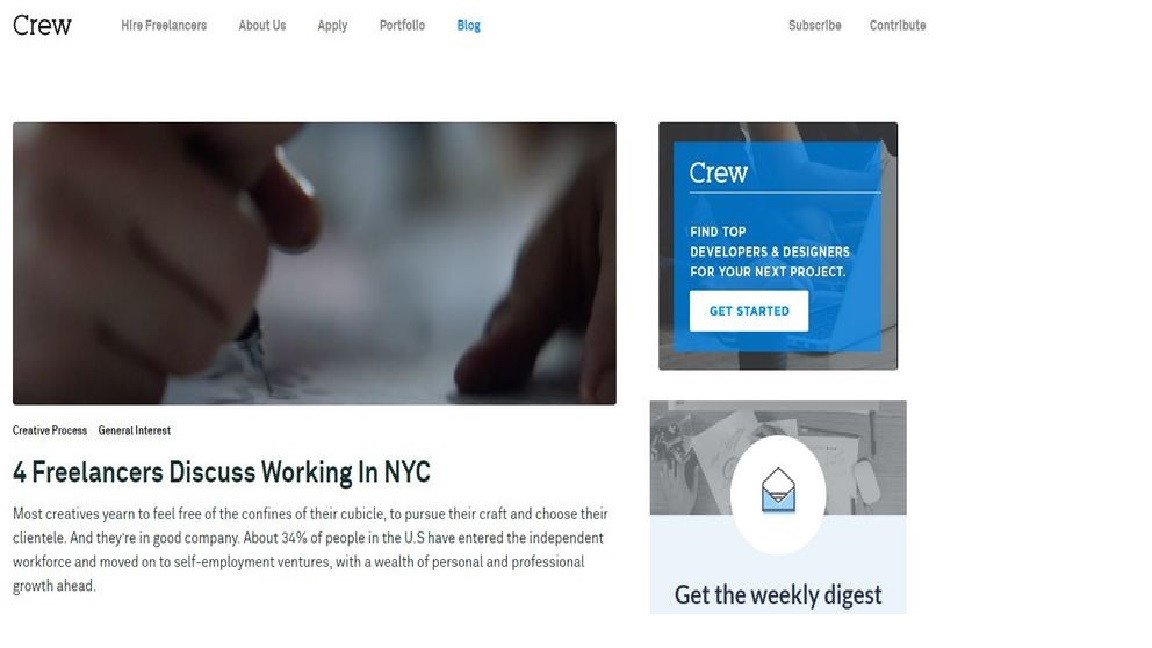 Crew
Hire Freelancers
About Us
Apply
Portfolio
Blog
Subscribe
Contribute
Creative Process
General Interest
4 Freelancers Discuss Working In NYC
Most creatives yearn to feel free of the confines of their cubicle, to pursue their craft and choose their
clientele. And they're in good company. About 34% of people in the U.S have entered the independent
workforce and moved on to self-employment ventures, with a wealth of personal and professional
growth ahead.
Crew
FIND TOP
DEVELOPERS & DESIGNERS
FOR YOUR NEXT PROJECT.
GET STARTED
Get the weekly digest